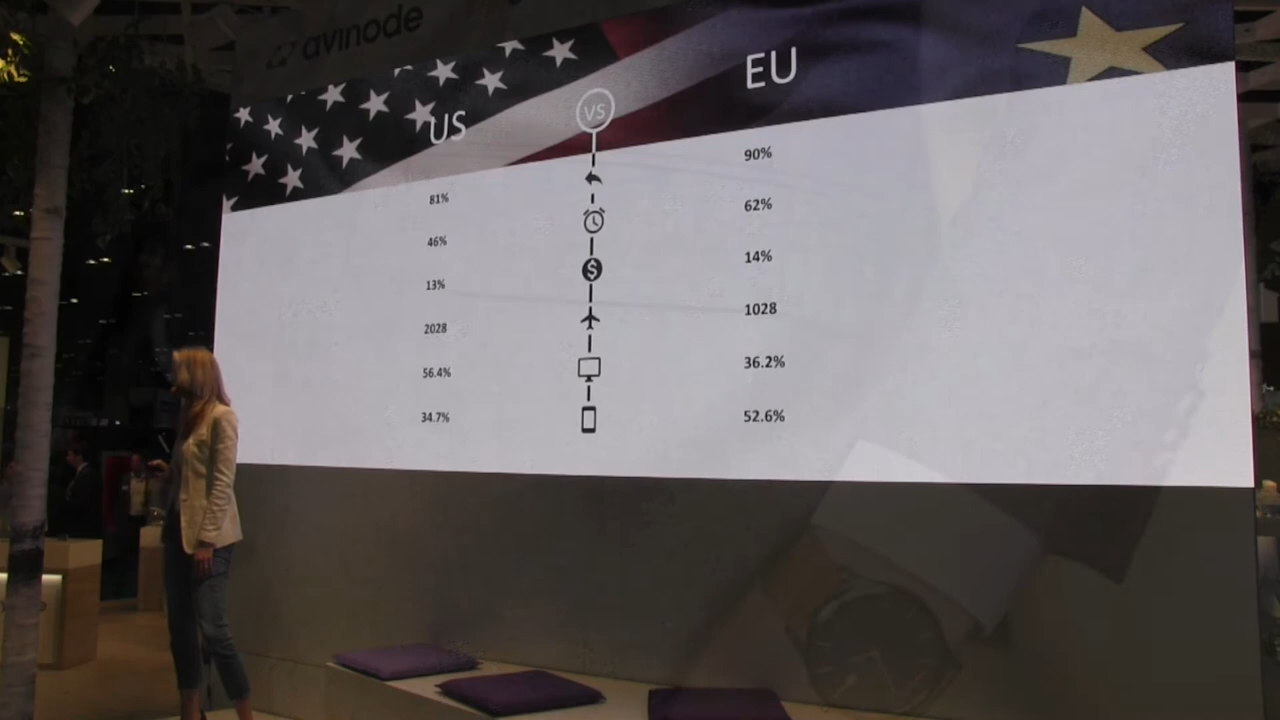 avinode
US VS EU
81% 90%
46% 62%
13% $ 14%
2028 1028
56.4% 36.2%
34.7% 52.6%